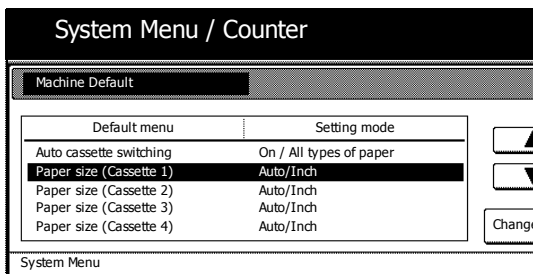 System Menu / Counter
Machine Default
Default menu Setting mode
Auto cassette switching On / All types of paper
Paper size (Cassette 1) Auto/Inch
Paper size (Cassette 2) Auto/Inch
Paper size (Cassette 3) Auto/Inch
Paper size (Cassette 4) Auto/Inch
Change
System Menu